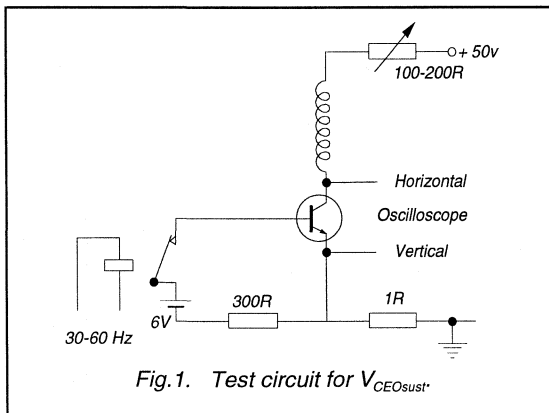 + 50v
100-200R
Horizontal
Oscilloscope
Vertical
300R
1R
6V
30-60 Hz
Fig.1. Test circuit for VCEOsust.